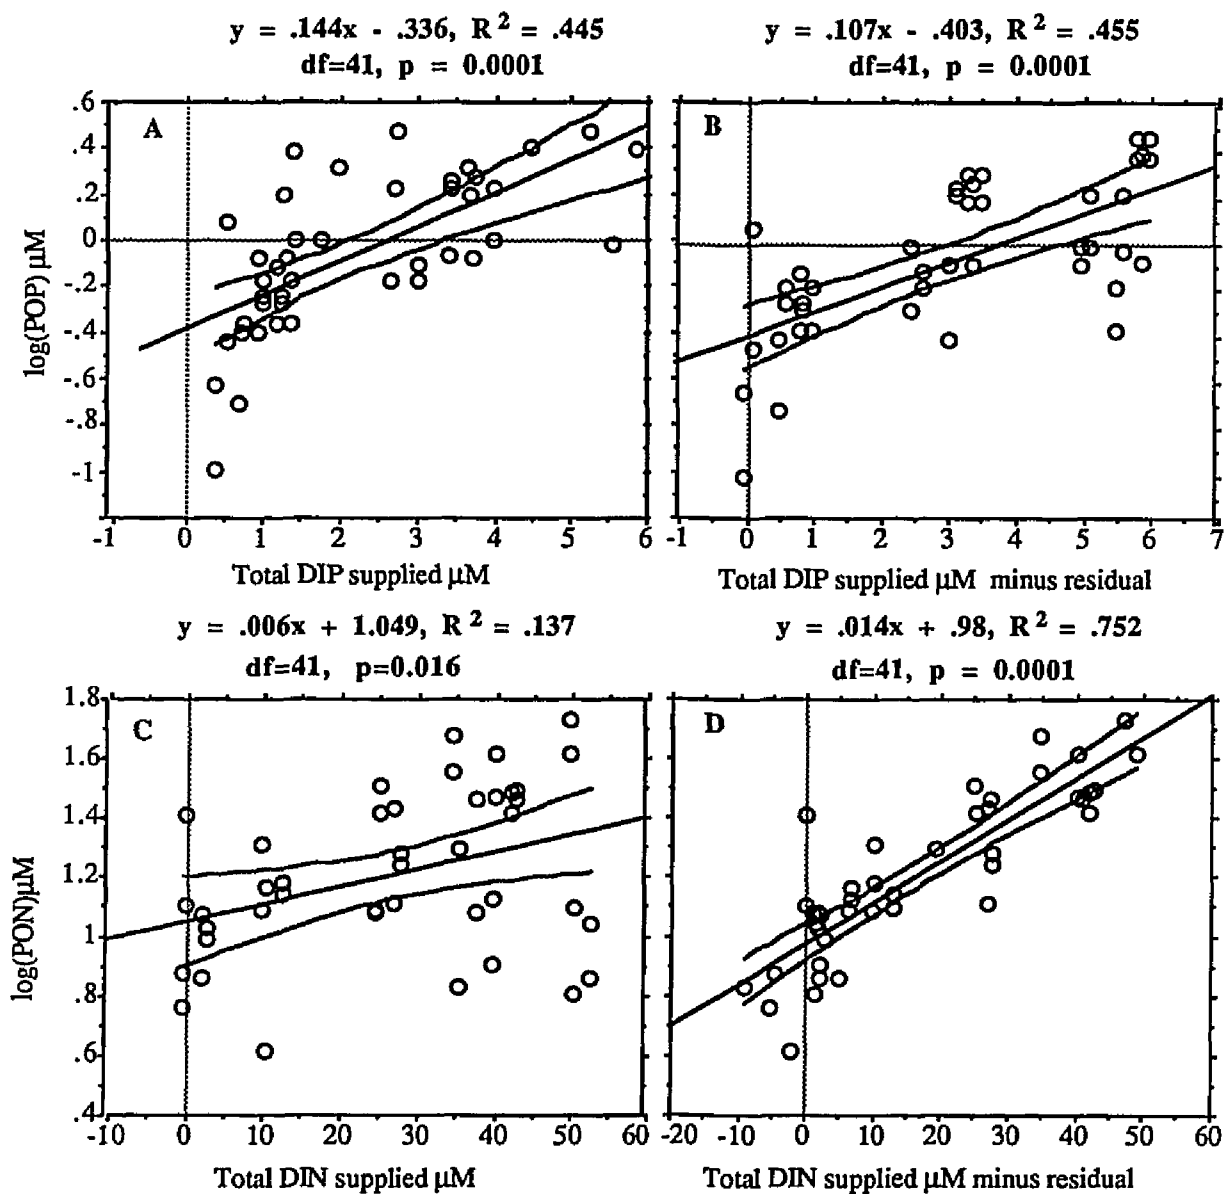 y = .144x - .336, R² = .445
df=41, p = 0.0001
y = .107x - .403, R² = .455
df=41, p = 0.0001
A
B
.6
.4
.2
0
-.2
-.4
-.6
-.8
-1
log(POP) µM
-1 0 1 2 3 4 5 6
-1 0 1 2 3 4 5 6 7
Total DIP supplied µM
Total DIP supplied µM minus residual
y = .006x + 1.049, R² = .137
df=41, p=0.016
y = .014x + .98, R² = .752
df=41, p = 0.0001
C
D
1.8
1.6
1.4
1.2
1
.8
.6
.4
log(PON)µM
-10 0 10 20 30 40 50 60
-20 -10 0 10 20 30 40 50 60
Total DIN supplied µM
Total DIN supplied µM minus residual